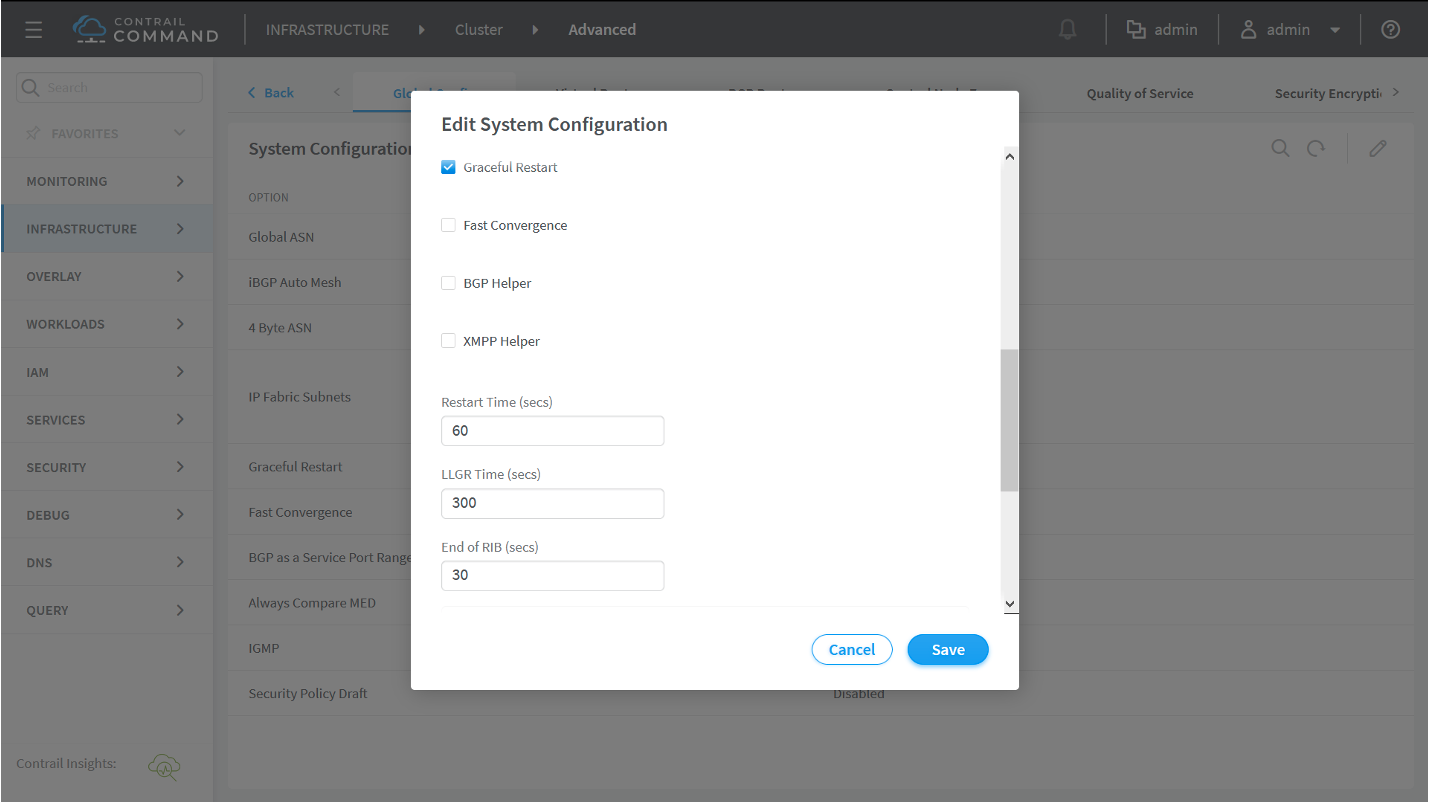 CONTRAIL
COMMAND
INFRASTRUCTURE
Cluster
Advanced
admin
admin
Search
FAVORITES
MONITORING
INFRASTRUCTURE
OVERLAY
WORKLOADS
IAM
SERVICES
SECURITY
DEBUG
DNS
QUERY
Contrail Insights:
Back
Quality of Service
Security Encrypti
System Configuration
OPTION
Global ASN
iBGP Auto Mesh
4 Byte ASN
IP Fabric Subnets
Graceful Restart
Fast Convergence
BGP as a Service Port Range
Always Compare MED
IGMP
Security Policy Draft
Disabled
Edit System Configuration
Graceful Restart
Fast Convergence
BGP Helper
XMPP Helper
Restart Time (secs)
60
LLGR Time (secs)
300
End of RIB (secs)
30
Cancel
Save